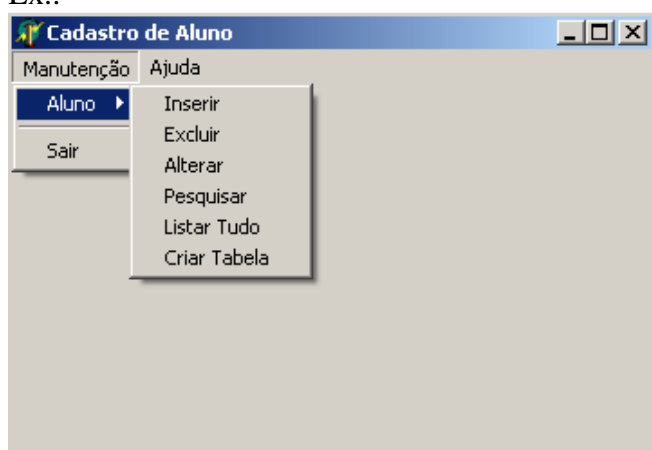 Ex.:
Cadastro de Aluno
Manutenção Ajuda
Aluno
Sair
Inserir
Excluir
Alterar
Pesquisar
Listar Tudo
Criar Tabela